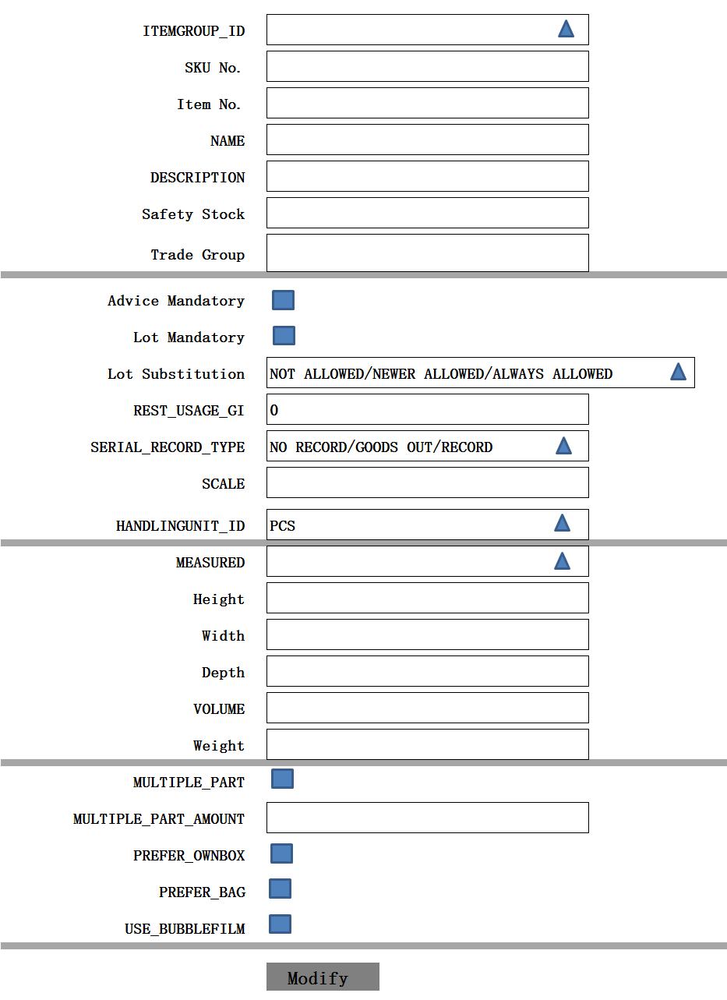 ITEMGROUP_ID
SKU No.
Item No.
NAME
DESCRIPTION
Safety Stock
Trade Group
Advice Mandatory
Lot Mandatory
Lot Substitution NOT ALLOWED/NEWER ALLOWED/ALWAYS ALLOWED
REST_USAGE_GI 0
SERIAL_RECORD_TYPE NO RECORD/GOODS OUT/RECORD
SCALE
HANDLINGUNIT_ID PCS
MEASURED
Height
Width
Depth
VOLUME
Weight
MULTIPLE_PART
MULTIPLE_PART_AMOUNT
PREFER_OWNBOX
PREFER_BAG
USE_BUBBLEFILM
Modify